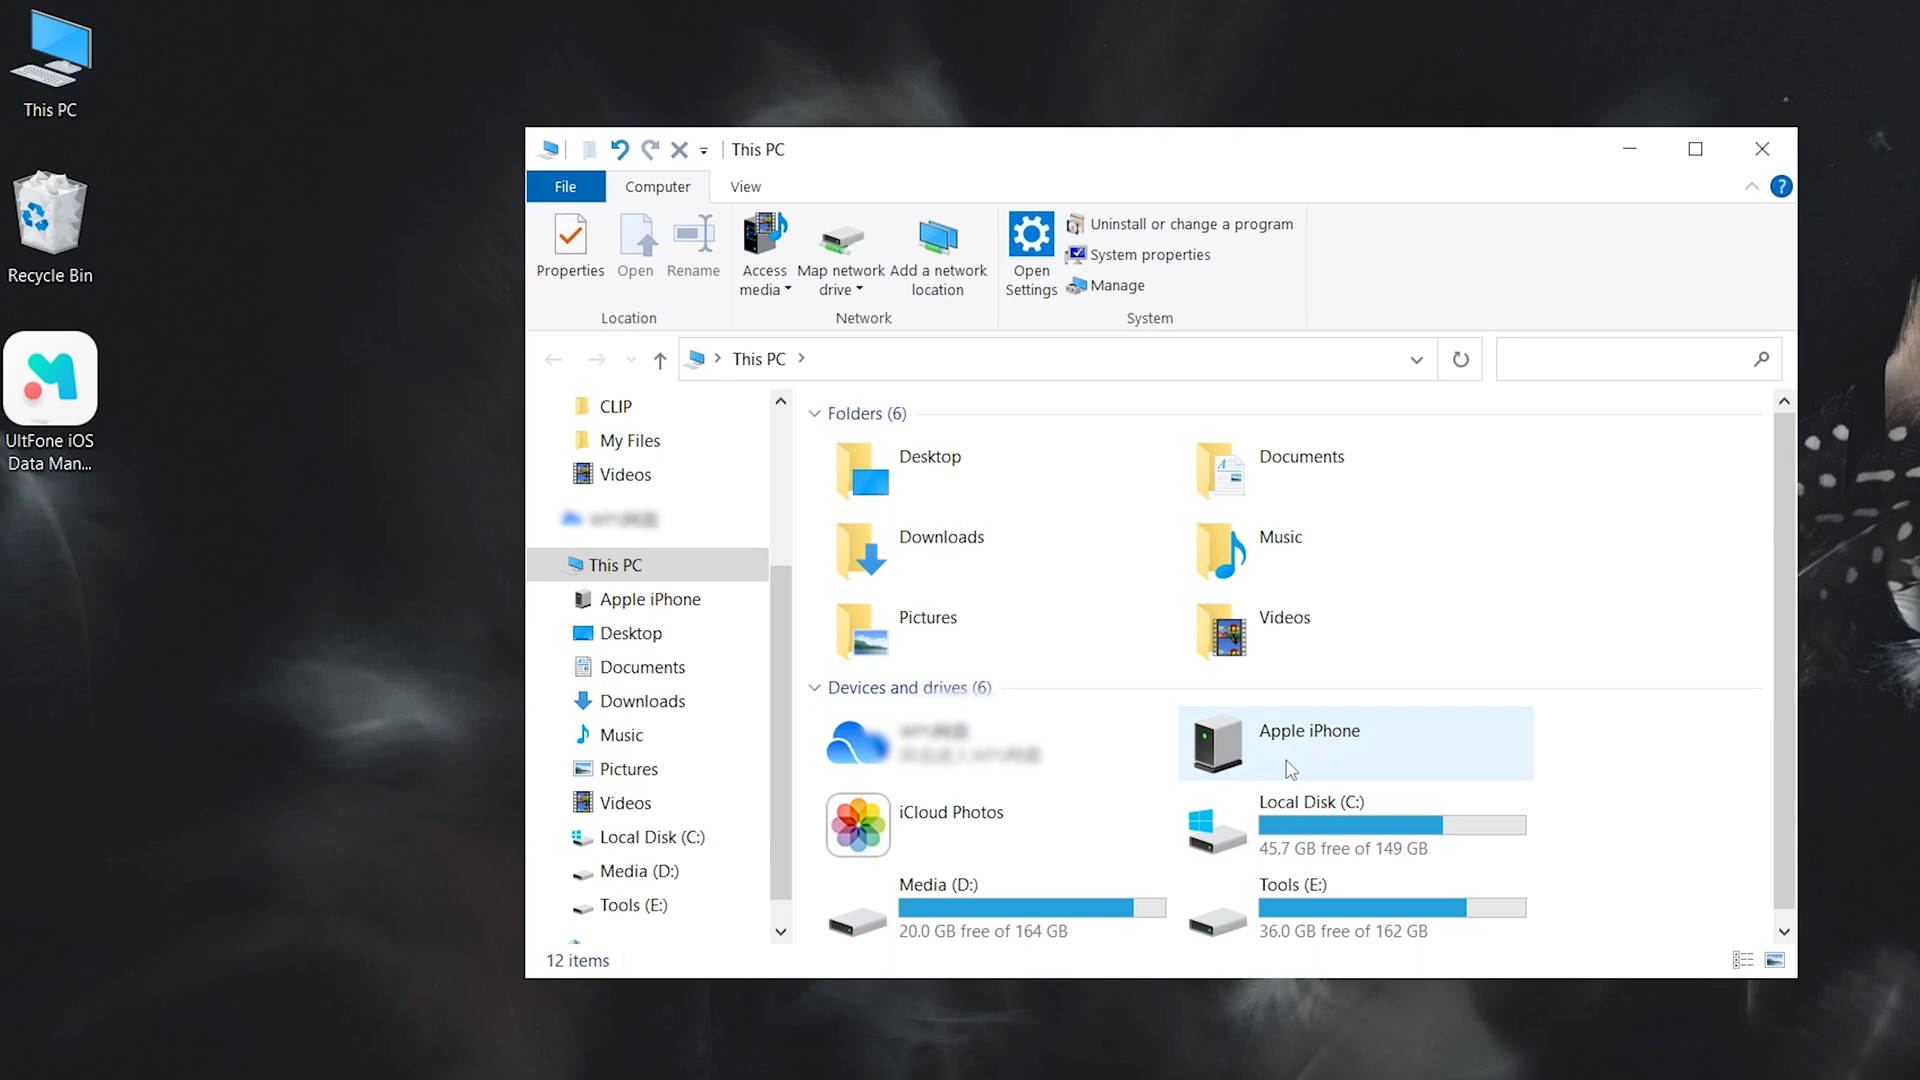 This PC
Recycle Bin
UltFone iOS
Data Man...
This PC
File
Computer
View
Properties
Open
Rename
Location
Access
media
Map network
drive
Add a network
location
Network
Open
Settings
Uninstall or change a program
System properties
Manage
System
This PC
CLIP
My Files
Videos
This PC
Apple iPhone
Desktop
Documents
Downloads
Music
Pictures
Videos
Local Disk (C:)
Media (D:)
Tools (E:)
Folders (6)
Desktop
Documents
Downloads
Music
Pictures
Videos
Devices and drives (6)
Apple iPhone
iCloud Photos
Local Disk (C:)
45.7 GB free of 149 GB
Media (D:)
20.0 GB free of 164 GB
Tools (E:)
36.0 GB free of 162 GB
12 items